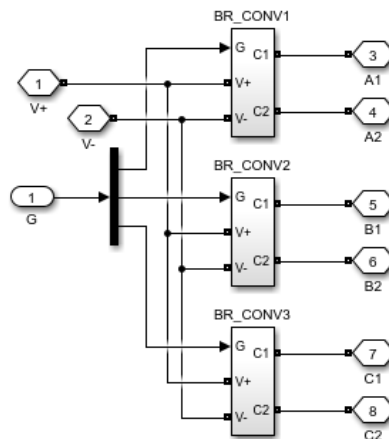 BR_CONV1
G
C1
3
A1
1
V+
V+
2
V-
V-
C2
4
A2
BR_CONV2
1
G
G
C1
5
B1
V+
V-
C2
6
B2
BR_CONV3
G
C1
7
C1
V+
V-
C2
8
C2